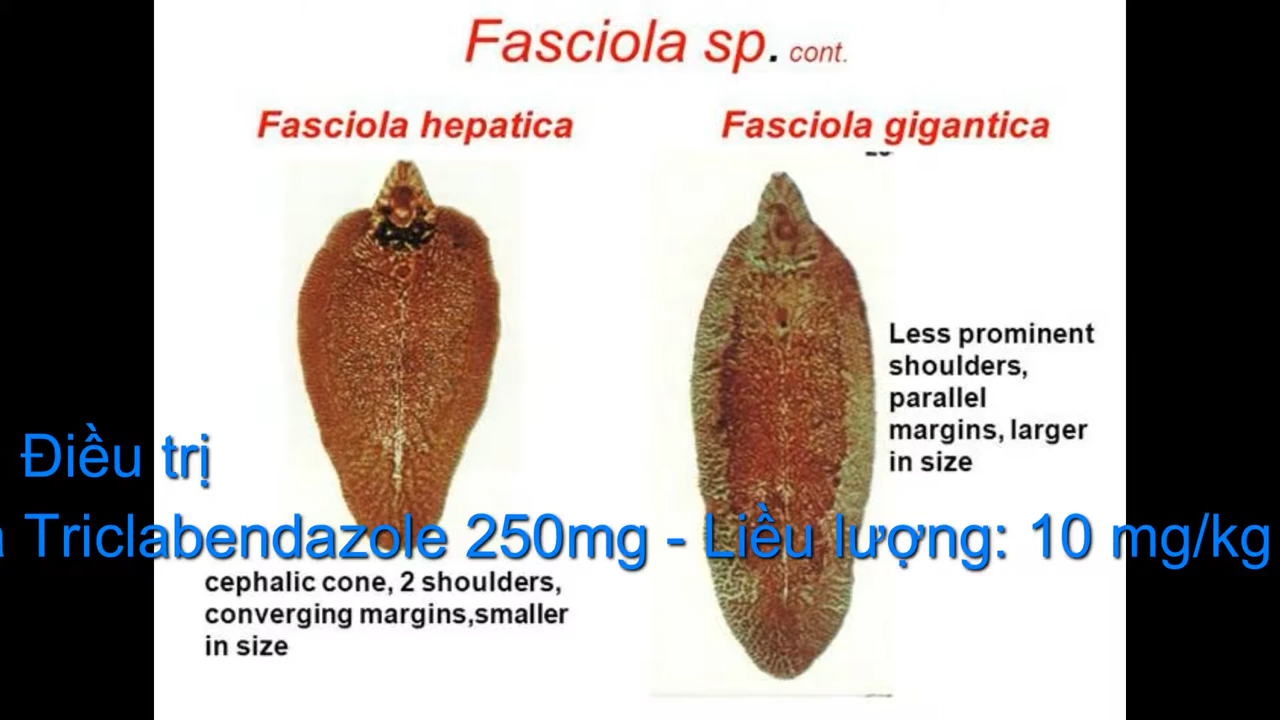 Fasciola sp. cont.
Fasciola hepatica
Fasciola gigantica
Less prominent
shoulders,
parallel
margins, larger
in size
Điều trị
Triclabendazole 250mg - Liều lượng: 10 mg/kg
cephalic cone, 2 shoulders,
converging margins,smaller
in size